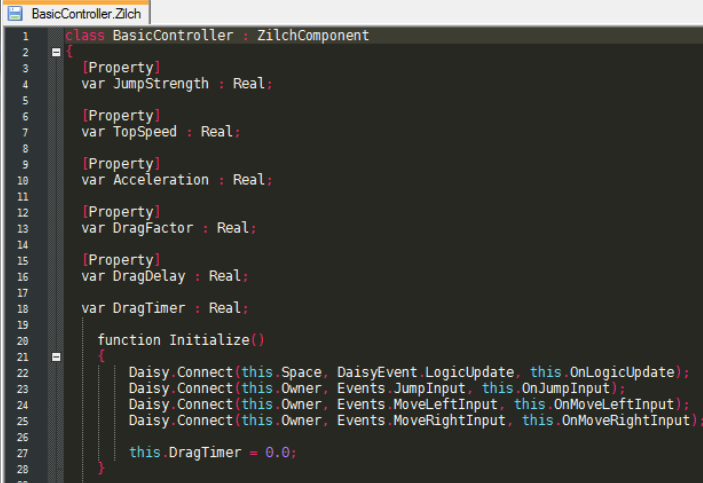 BasicController.Zilch
1 class BasicController : ZilchComponent
2 {
3 [Property]
4 var JumpStrength : Real;
5
6 [Property]
7 var TopSpeed : Real;
8
9 [Property]
10 var Acceleration : Real;
11
12 [Property]
13 var DragFactor : Real;
14
15 [Property]
16 var DragDelay : Real;
17
18 var DragTimer : Real;
19
20 function Initialize()
21 {
22 Daisy.Connect(this.Space, DaisyEvent.LogicUpdate, this.OnLogicUpdate);
23 Daisy.Connect(this.Owner, Events.JumpInput, this.OnJumpInput);
24 Daisy.Connect(this.Owner, Events.MoveLeftInput, this.OnMoveLeftInput);
25 Daisy.Connect(this.Owner, Events.MoveRightInput, this.OnMoveRightInput);
26
27 this.DragTimer = 0.0;
28 }